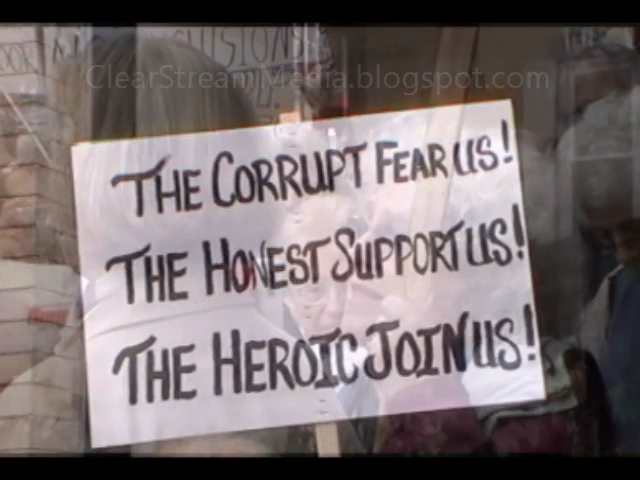 ClearStreamMedia.blogspot.com
THE CORRUPT FEAR US!
THE HONEST SUPPORT US!
THE HEROIC JOIN US!